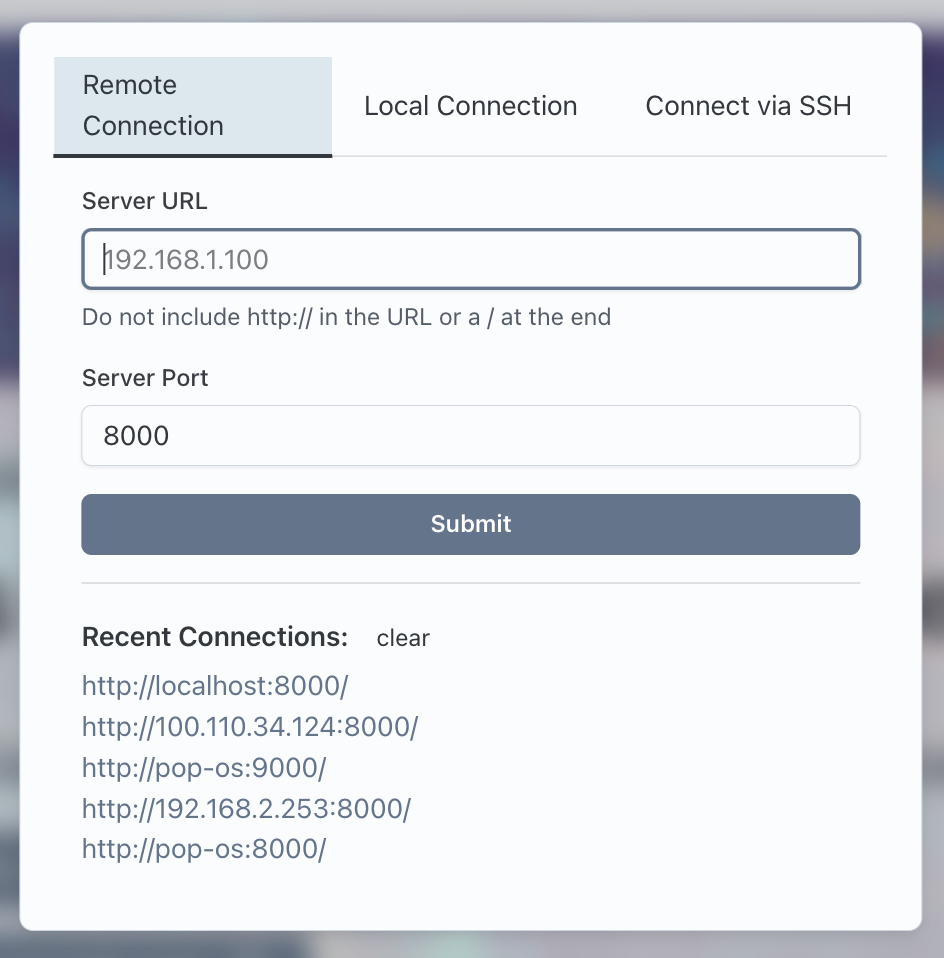 Remote
Connection
Local Connection
Connect via SSH
Server URL
192.168.1.100
Do not include http:// in the URL or a / at the end
Server Port
8000
Submit
Recent Connections: clear
http://localhost:8000/
http://100.110.34.124:8000/
http://pop-os:9000/
http://192.168.2.253:8000/
http://pop-os:8000/